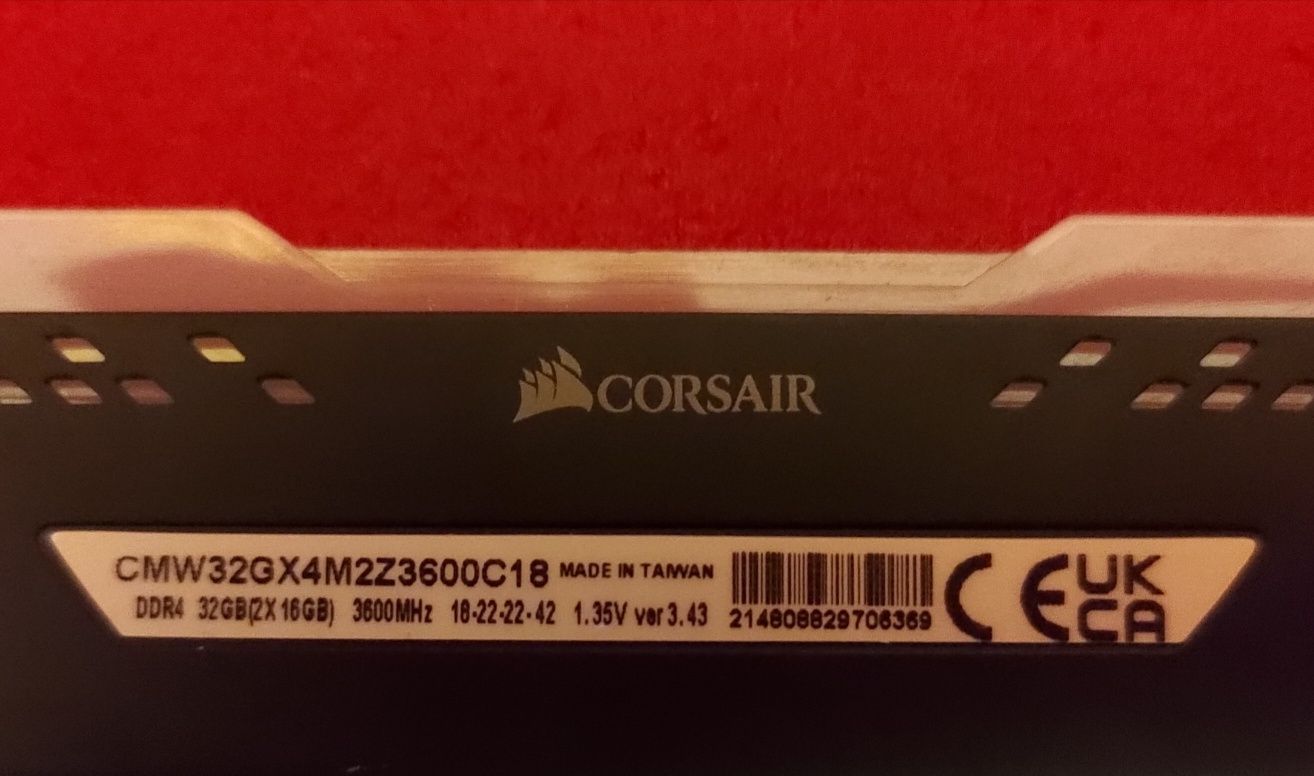 CORSAIR
CMW32GX4M2Z3600C18 MADE IN TAIWAN
DDR4 32GB(2X16GB) 3600MHz 18-22-22-42 1.35V ver3.43
214808829706369
CE
UK
CA